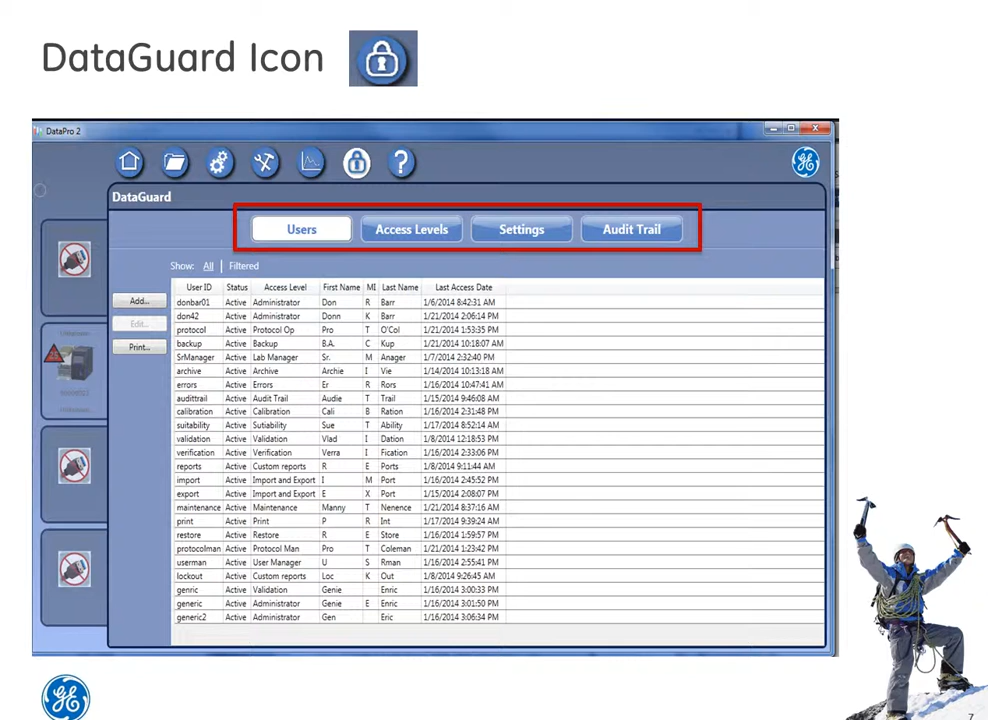 DataGuard Icon
DataPro 2
DataGuard
Users Access Levels Settings Audit Trail
Show: All | Filtered
Add...
Edit...
Print...
User ID Status Access Level First Name MI Last Name Last Access Date
donbar01 Active Administrator Don R Barr 1/6/2014 8:42:31 AM
don42 Active Administrator Donn K Barr 1/21/2014 2:06:14 PM
protocol Active Protocol Op Pro T O'Col 1/21/2014 1:53:35 PM
backup Active Backup B.A. C Kup 1/21/2014 10:18:07 AM
SrManager Active Lab Manager Sr. M Anager 1/7/2014 2:32:40 PM
archive Active Archive Archie I Vie 1/14/2014 10:13:18 AM
errors Active Errors Er R Rors 1/16/2014 10:47:41 AM
audittrail Active Audit Trail Audie T Trail 1/15/2014 9:46:08 AM
calibration Active Calibration Cali B Ration 1/16/2014 2:31:48 PM
suitability Active Sutiability Sue T Ability 1/17/2014 8:52:14 AM
validation Active Validation Vlad I Dation 1/8/2014 12:18:53 PM
verification Active Verification Verra I Fication 1/16/2014 2:33:06 PM
reports Active Custom reports R E Ports 1/8/2014 9:11:44 AM
import Active Import and Export I M Port 1/16/2014 2:45:52 PM
export Active Import and Export E X Port 1/15/2014 2:08:07 PM
maintenance Active Maintenance Manny T Nenence 1/21/2014 8:37:16 AM
print Active Print P R Int 1/17/2014 9:39:24 AM
restore Active Restore R E Store 1/16/2014 1:59:57 PM
protocolman Active Protocol Man Pro T Coleman 1/21/2014 1:23:42 PM
userman Active User Manager U S Rman 1/16/2014 2:55:41 PM
lockout Active Custom reports Loc K Out 1/8/2014 9:26:45 AM
genric Active Validation Genie Enric 1/16/2014 3:00:33 PM
generic Active Administrator Genie E Enric 1/16/2014 3:01:50 PM
generic2 Active Administrator Gen Eric 1/16/2014 3:06:34 PM
7